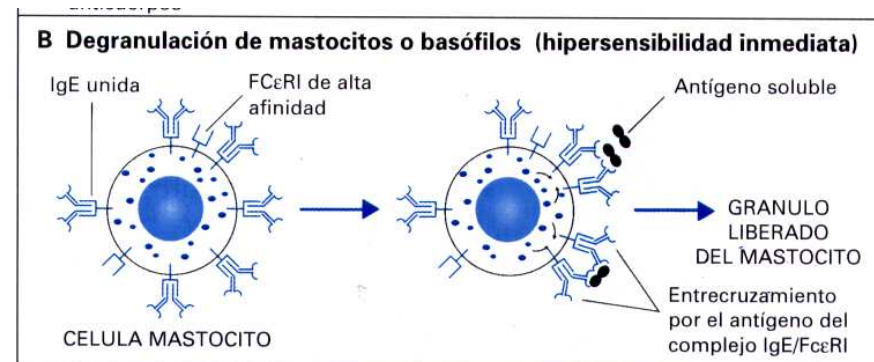 B Degranulación de mastocitos o basófilos (hipersensibilidad inmediata)
IgE unida
FCεRI de alta
afinidad
Antígeno soluble
GRANULO
LIBERADO
DEL MASTOCITO
Entrecruzamiento
por el antígeno del
complejo IgE/FcεRI
CELULA MASTOCITO